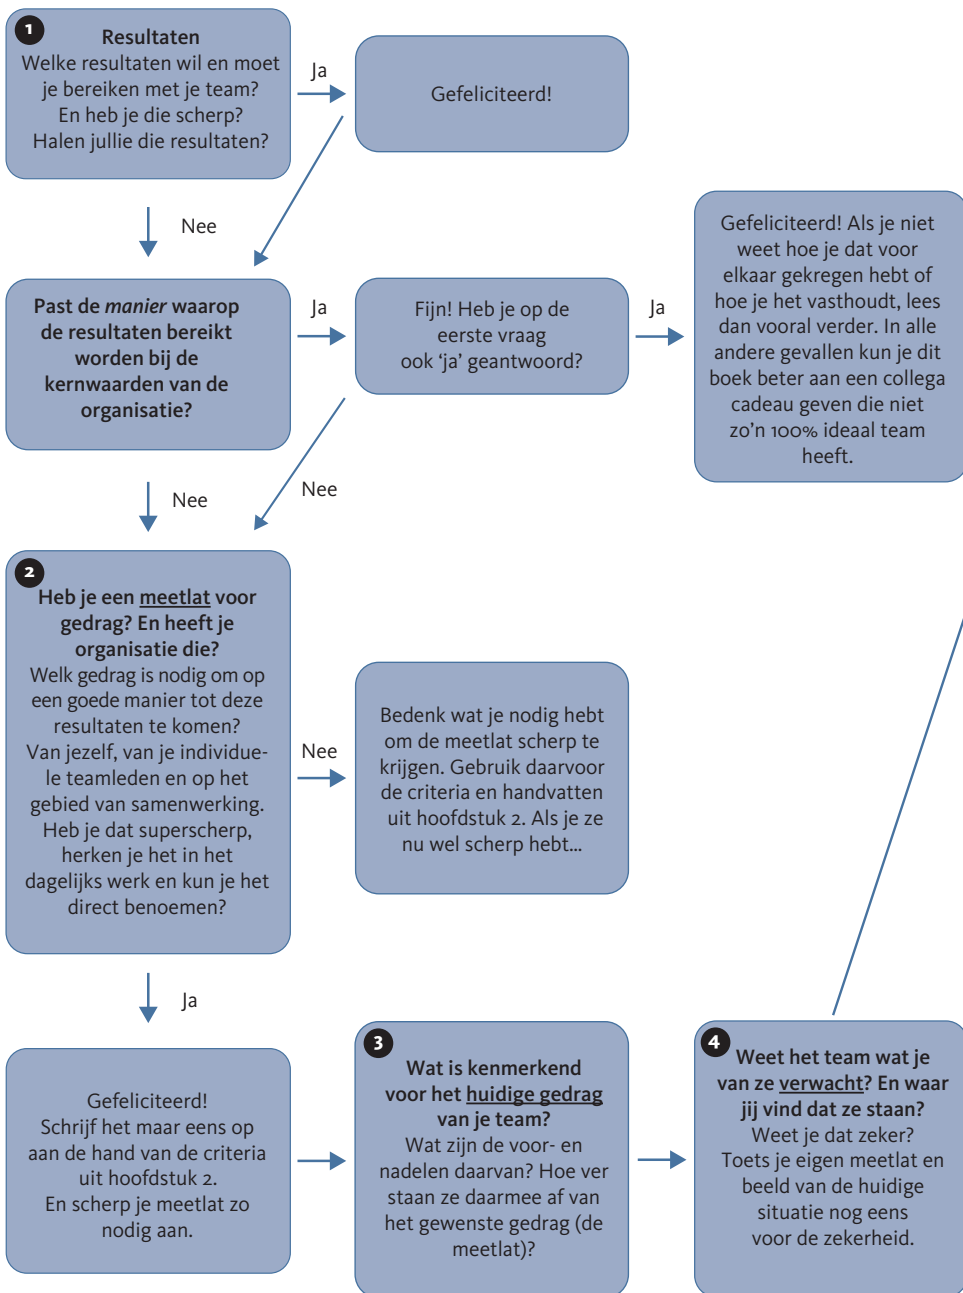 1
Resultaten
Welke resultaten wil en moet
je bereiken met je team?
En heb je die scherp?
Halen jullie die resultaten?
Ja
Gefeliciteerd!
Nee
Past de manier waarop
de resultaten bereikt
worden bij de
kernwaarden van de
organisatie?
Ja
Fijn! Heb je op de
eerste vraag
ook ‘ja’ geantwoord?
Ja
Gefeliciteerd! Als je niet
weet hoe je dat voor
elkaar gekregen hebt of
hoe je het vasthoudt, lees
dan vooral verder. In alle
andere gevallen kun je dit
boek beter aan een collega
cadeau geven die niet
zo’n 100% ideaal team
heeft.
Nee
Nee
2
Heb je een meetlat voor
gedrag? En heeft je
organisatie die?
Welk gedrag is nodig om op
een goede manier tot deze
resultaten te komen?
Van jezelf, van je individue-
le teamleden en op het
gebied van samenwerking.
Heb je dat superscherp,
herken je het in het
dagelijks werk en kun je het
direct benoemen?
Nee
Bedenk wat je nodig hebt
om de meetlat scherp te
krijgen. Gebruik daarvoor
de criteria en handvatten
uit hoofdstuk 2. Als je ze
nu wel scherp hebt...
Ja
Gefeliciteerd!
Schrijf het maar eens op
aan de hand van de criteria
uit hoofdstuk 2.
En scherp je meetlat zo
nodig aan.
3
Wat is kenmerkend
voor het huidige gedrag
van je team?
Wat zijn de voor- en
nadelen daarvan? Hoe ver
staan ze daarmee af van
het gewenste gedrag (de
meetlat)?
4
Weet het team wat je
van ze verwacht? En waar
jij vind dat ze staan?
Weet je dat zeker?
Toets je eigen meetlat en
beeld van de huidige
situatie nog eens
voor de zekerheid.